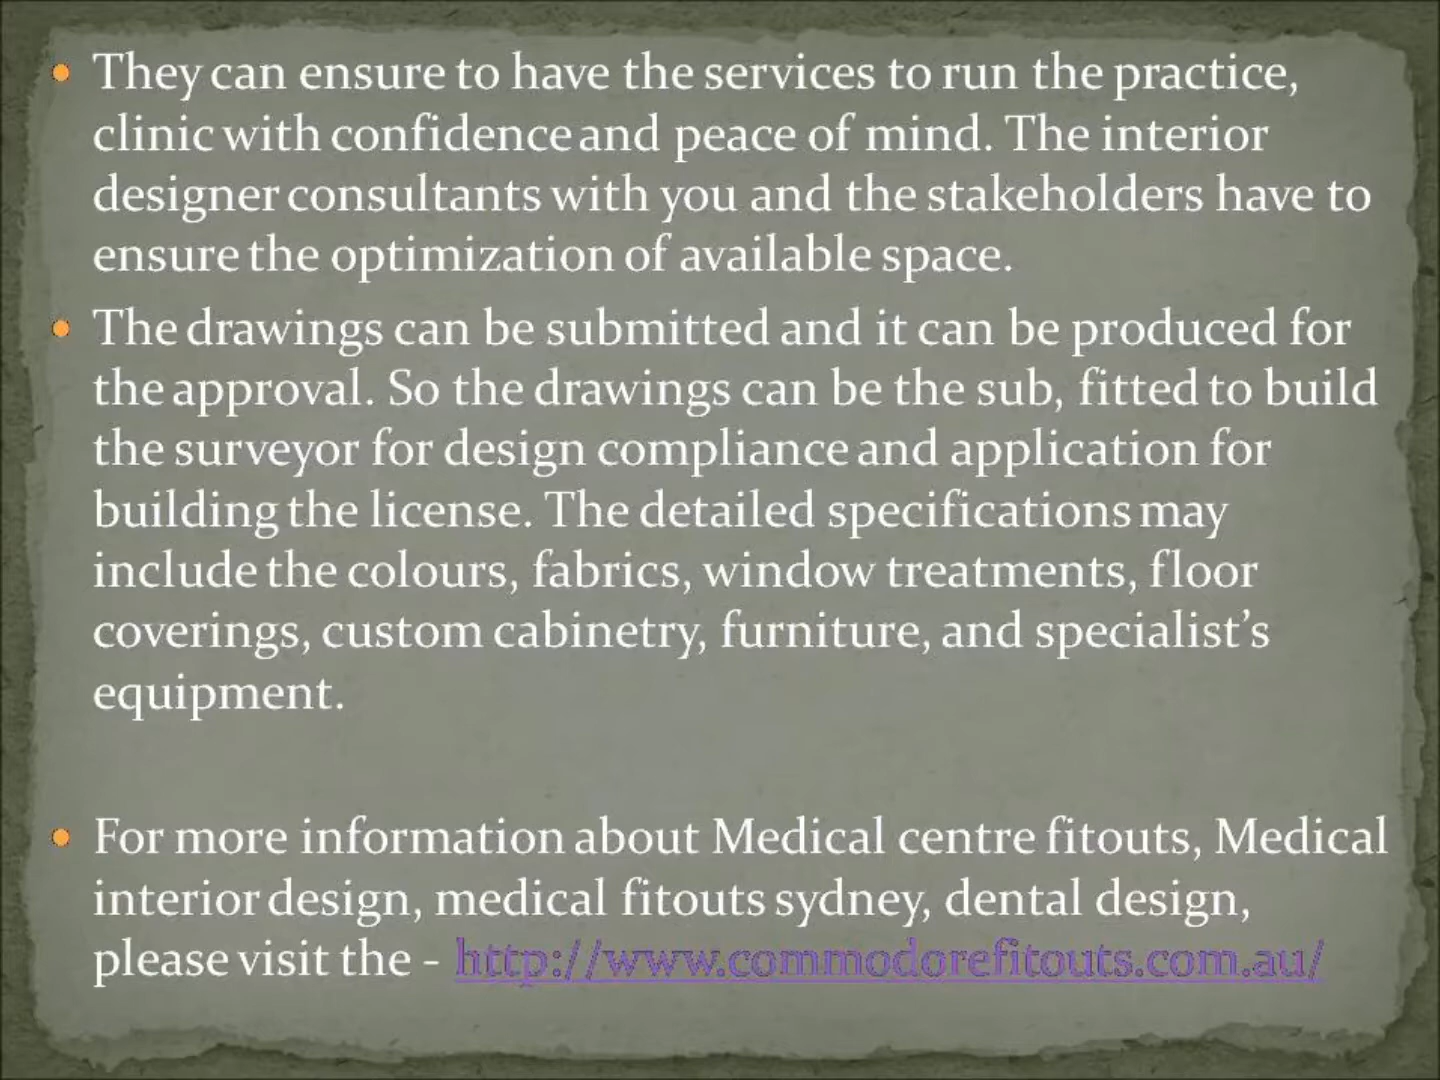 They can ensure to have the services to run the practice,
clinic with confidence and peace of mind. The interior
designer consultants with you and the stakeholders have to
ensure the optimization of available space.
The drawings can be submitted and it can be produced for
the approval. So the drawings can be the sub, fitted to build
the surveyor for design compliance and application for
building the license. The detailed specifications may
include the colours, fabrics, window treatments, floor
coverings, custom cabinetry, furniture, and specialist’s
equipment.
For more information about Medical centre fitouts, Medical
interior design, medical fitouts sydney, dental design,
please visit the - http://www.commodorefitouts.com.au/